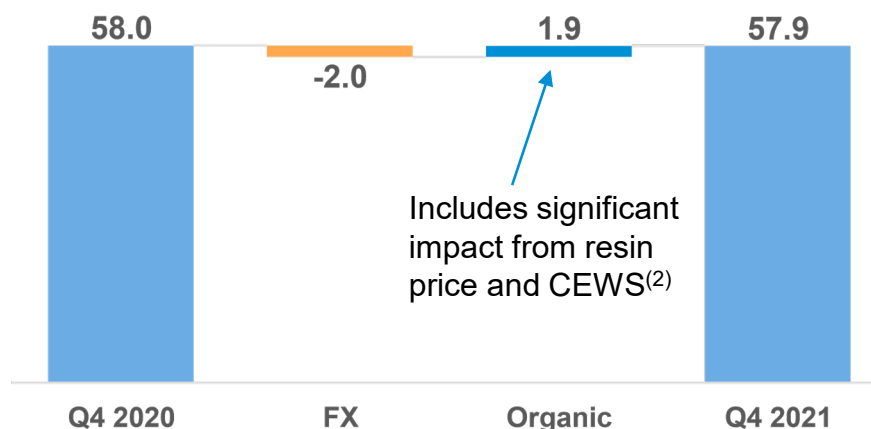 58.0
1.9
57.9
-2.0
Includes significant
impact from resin
price and CEWS(2)
Q4 2020 FX Organic Q4 2021